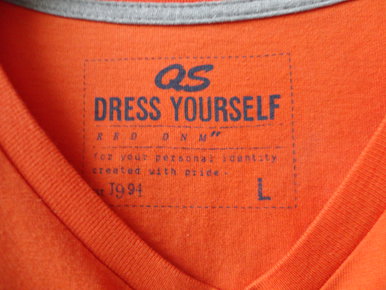 QS
DRESS YOURSELF
RED DNM"
for your personal identity
created with pride.
1994
L